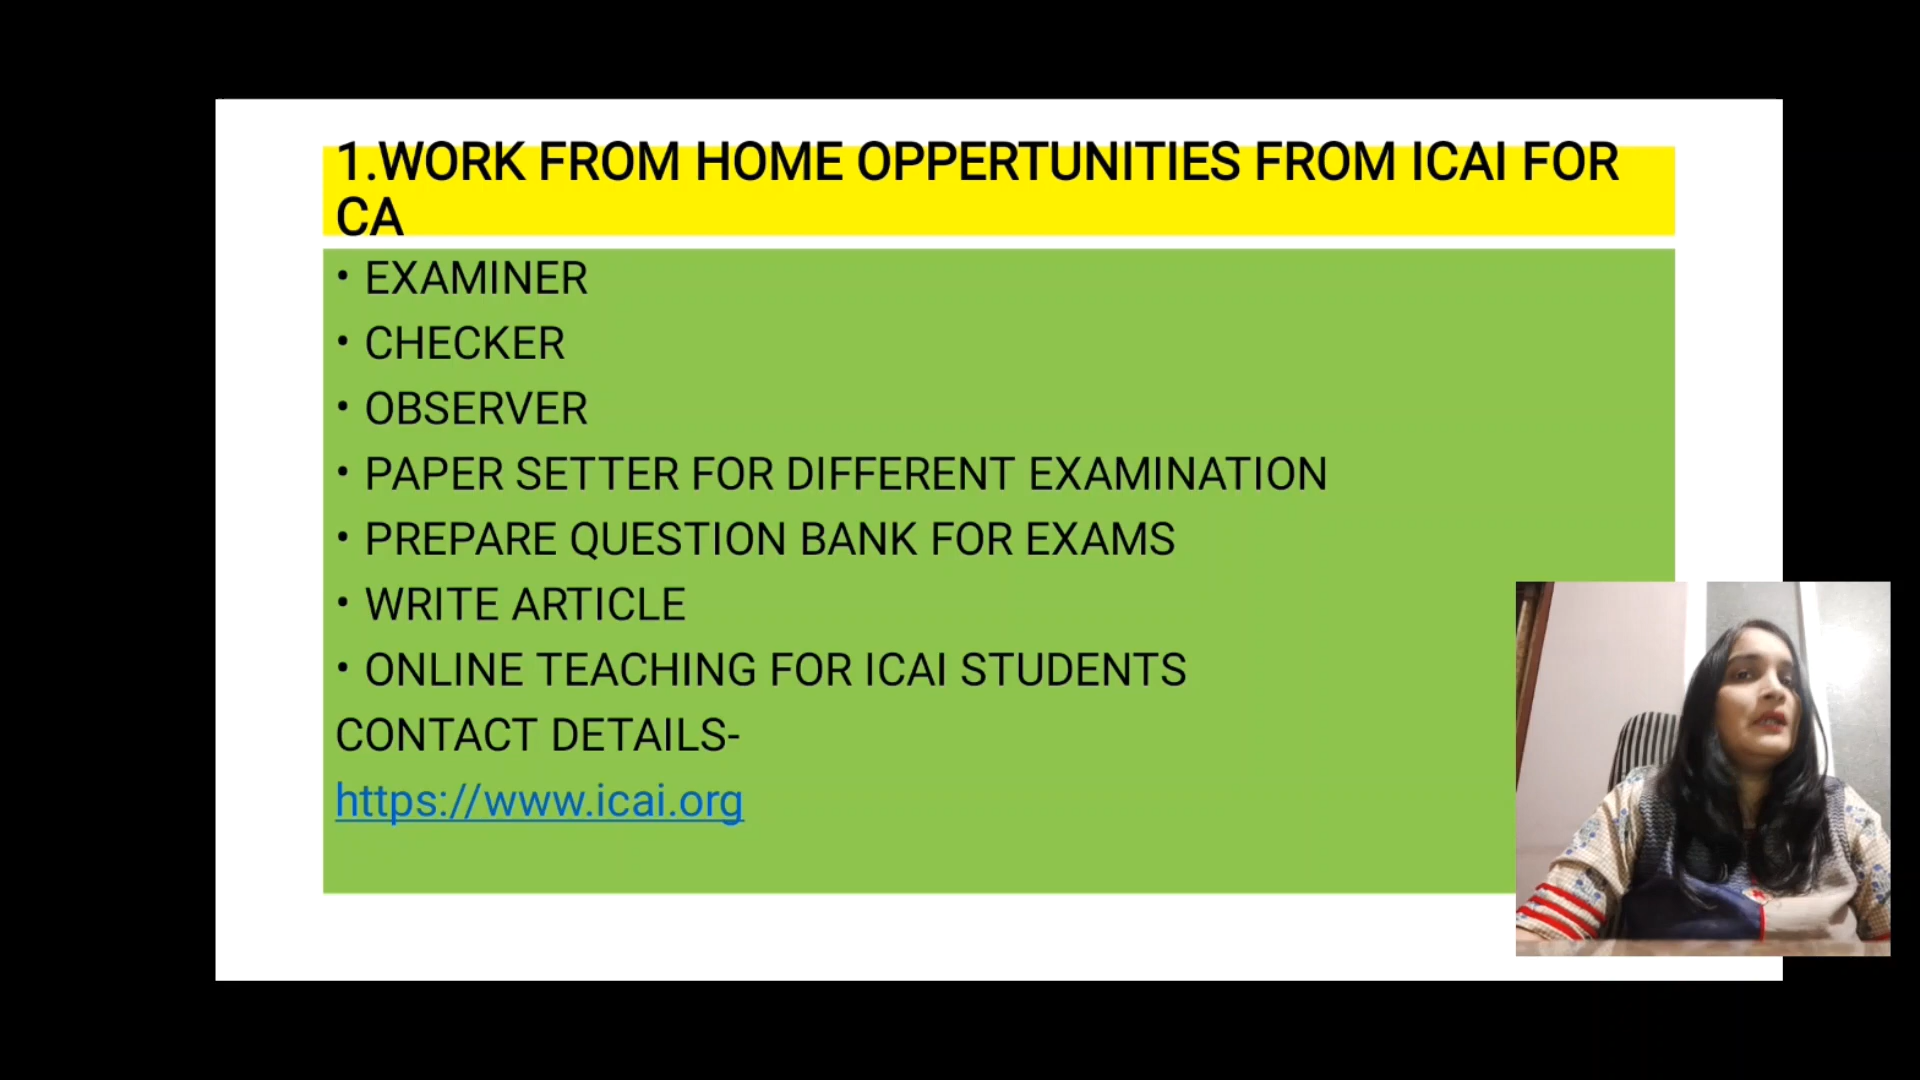 1.WORK FROM HOME OPPERTUNITIES FROM ICAI FOR
CA
• EXAMINER
• CHECKER
• OBSERVER
• PAPER SETTER FOR DIFFERENT EXAMINATION
• PREPARE QUESTION BANK FOR EXAMS
• WRITE ARTICLE
• ONLINE TEACHING FOR ICAI STUDENTS
CONTACT DETAILS-
https://www.icai.org